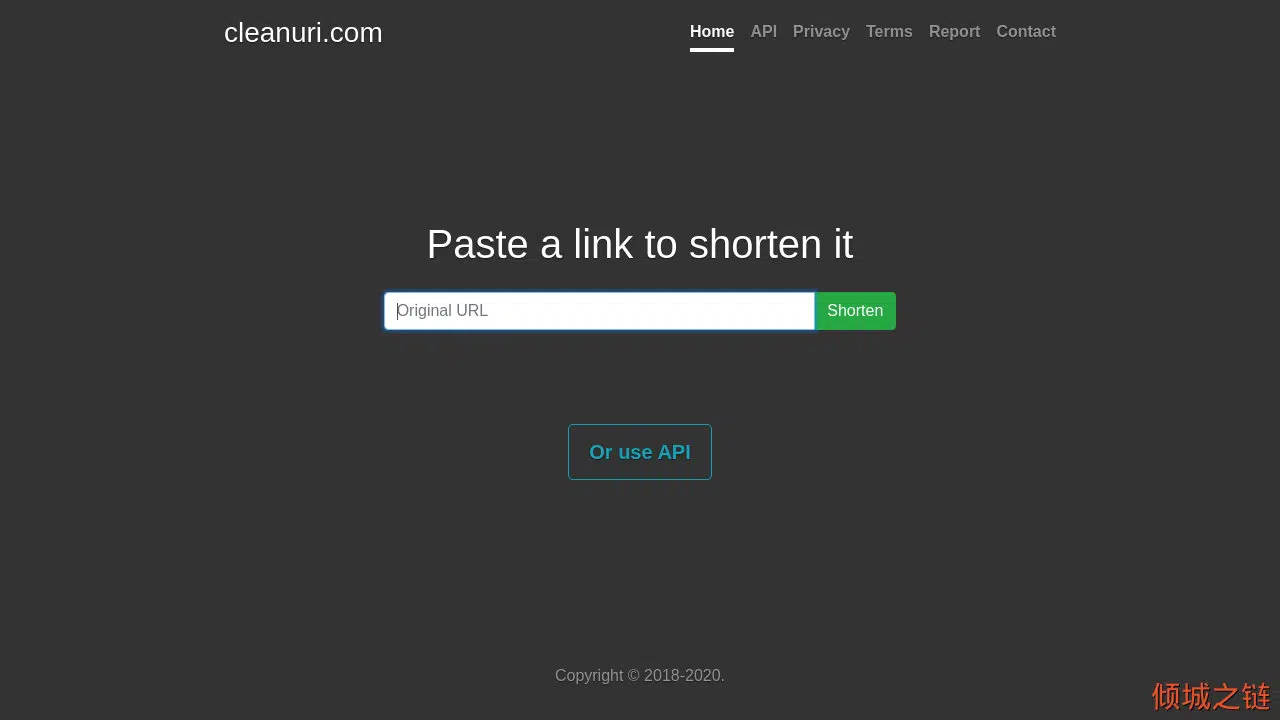 cleanuri.com
Home API Privacy Terms Report Contact
Paste a link to shorten it
Original URL Shorten
Or use API
Copyright © 2018-2020.
倾城之链